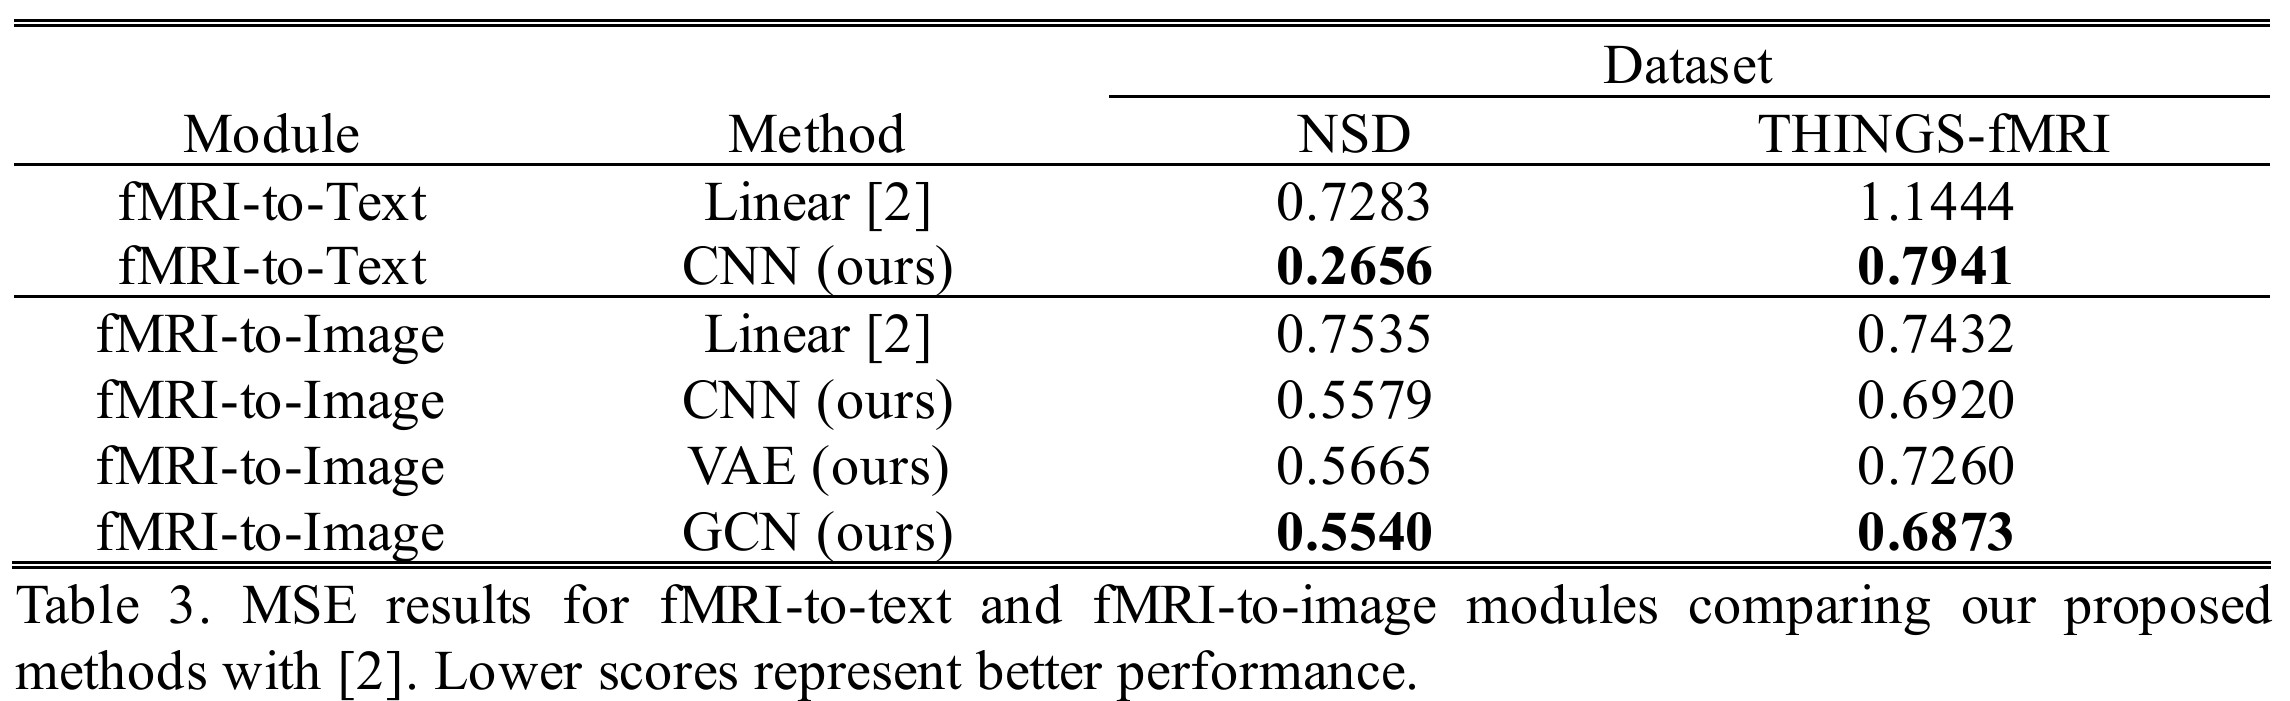 Dataset
Module Method NSD THINGS-fMRI
fMRI-to-Text Linear [2] 0.7283 1.1444
fMRI-to-Text CNN (ours) 0.2656 0.7941
fMRI-to-Image Linear [2] 0.7535 0.7432
fMRI-to-Image CNN (ours) 0.5579 0.6920
fMRI-to-Image VAE (ours) 0.5665 0.7260
fMRI-to-Image GCN (ours) 0.5540 0.6873
Table 3. MSE results for fMRI-to-text and fMRI-to-image modules comparing our proposed
methods with [2]. Lower scores represent better performance.